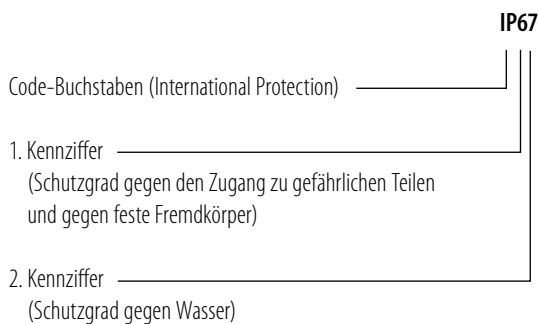 IP67
Code-Buchstaben (International Protection)
1. Kennziffer
(Schutzgrad gegen den Zugang zu gefährlichen Teilen
und gegen feste Fremdkörper)
2. Kennziffer
(Schutzgrad gegen Wasser)